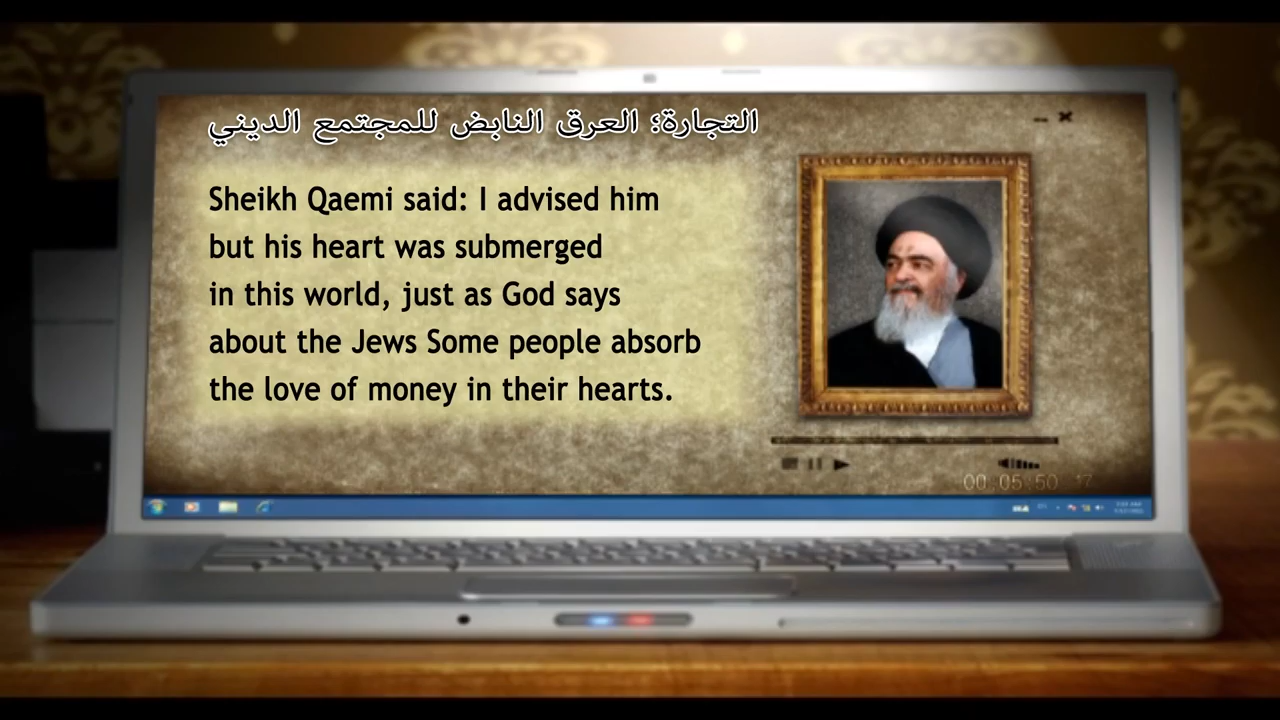 التجارة؛ العرق النابض للمجتمع الديني
Sheikh Qaemi said: I advised him
but his heart was submerged
in this world, just as God says
about the Jews Some people absorb
the love of money in their hearts.
00:05:50